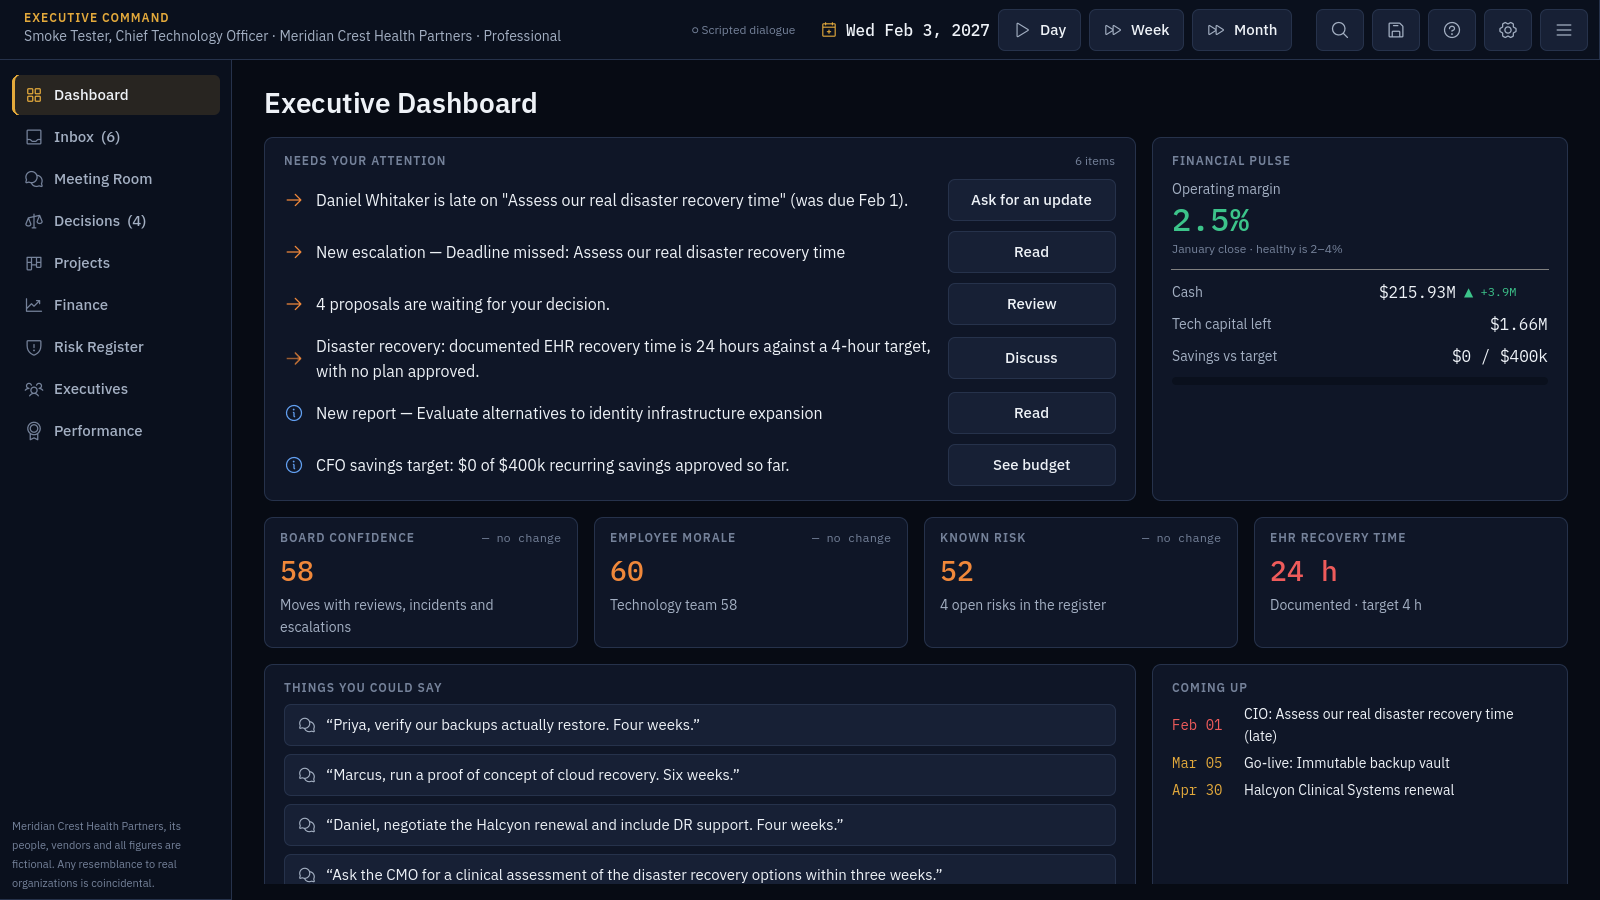 EXECUTIVE COMMAND
Smoke Tester, Chief Technology Officer · Meridian Crest Health Partners · Professional
Scripted dialogue
Wed Feb 3, 2027
Day
Week
Month
Dashboard
Inbox (6)
Meeting Room
Decisions (4)
Projects
Finance
Risk Register
Executives
Performance
Meridian Crest Health Partners, its
people, vendors and all figures are
fictional. Any resemblance to real
organizations is coincidental.
Executive Dashboard
NEEDS YOUR ATTENTION
6 items
Daniel Whitaker is late on "Assess our real disaster recovery time" (was due Feb 1).
Ask for an update
New escalation — Deadline missed: Assess our real disaster recovery time
Read
4 proposals are waiting for your decision.
Review
Disaster recovery: documented EHR recovery time is 24 hours against a 4-hour target,
with no plan approved.
Discuss
New report — Evaluate alternatives to identity infrastructure expansion
Read
CFO savings target: $0 of $400k recurring savings approved so far.
See budget
FINANCIAL PULSE
Operating margin
2.5%
January close · healthy is 2–4%
Cash
$215.93M ▲ +3.9M
Tech capital left
$1.66M
Savings vs target
$0 / $400k
BOARD CONFIDENCE
— no change
58
Moves with reviews, incidents and
escalations
EMPLOYEE MORALE
— no change
60
Technology team 58
KNOWN RISK
— no change
52
4 open risks in the register
EHR RECOVERY TIME
24 h
Documented · target 4 h
THINGS YOU COULD SAY
“Priya, verify our backups actually restore. Four weeks.”
“Marcus, run a proof of concept of cloud recovery. Six weeks.”
“Daniel, negotiate the Halcyon renewal and include DR support. Four weeks.”
“Ask the CMO for a clinical assessment of the disaster recovery options within three weeks.”
COMING UP
Feb 01
CIO: Assess our real disaster recovery time
(late)
Mar 05
Go-live: Immutable backup vault
Apr 30
Halcyon Clinical Systems renewal